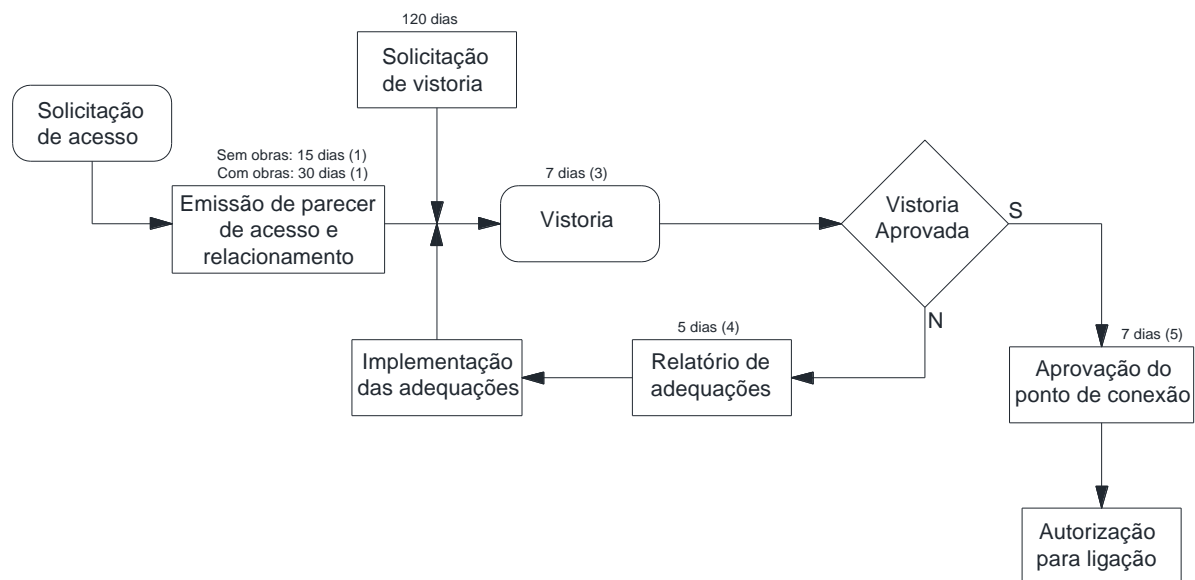 120 dias
Solicitação
de vistoria
Solicitação
de acesso
Sem obras: 15 dias (1)
Com obras: 30 dias (1)
Emissão de parecer
de acesso e
relacionamento
7 dias (3)
Vistoria
Vistoria
Aprovada
S
N
5 dias (4)
Relatório de
adequações
Implementação
das adequações
7 dias (5)
Aprovação do
ponto de conexão
Autorização
para ligação